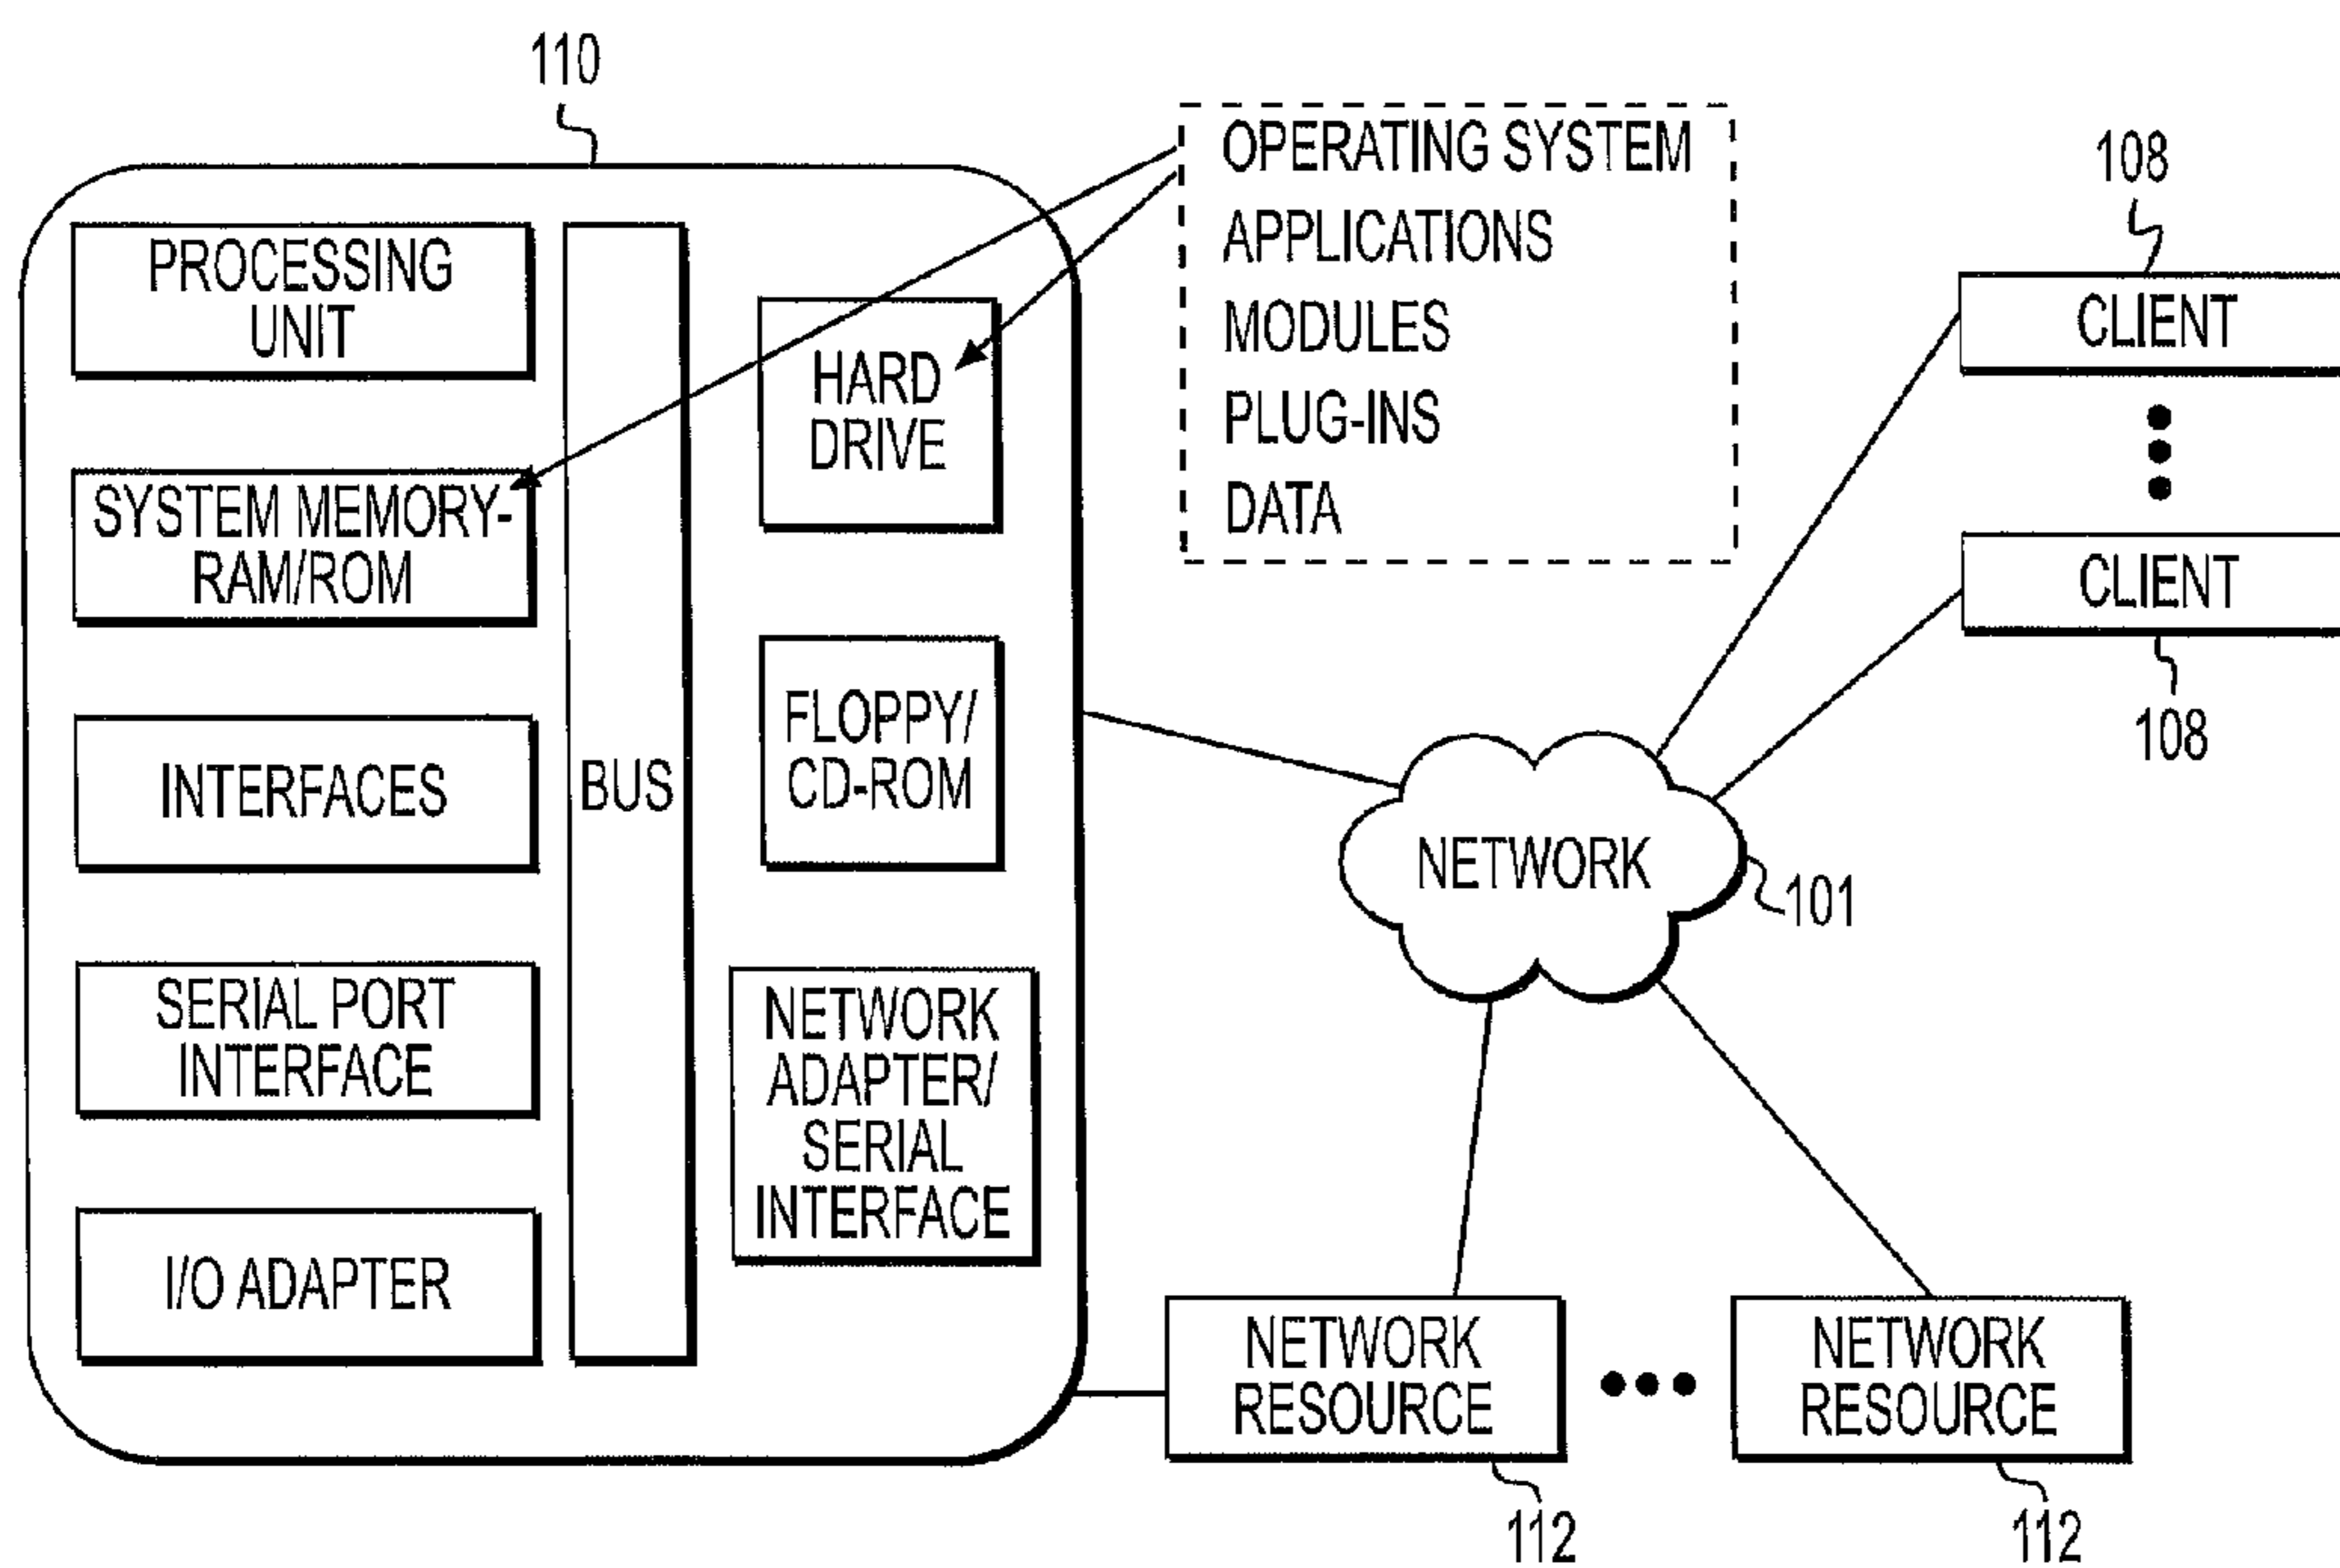 110
PROCESSING
UNIT
SYSTEM MEMORY-
RAM/ROM
INTERFACES
SERIAL PORT
INTERFACE
I/O ADAPTER
BUS
HARD
DRIVE
FLOPPY/
CD-ROM
NETWORK
ADAPTER/
SERIAL
INTERFACE
OPERATING SYSTEM
APPLICATIONS
MODULES
PLUG-INS
DATA
108
CLIENT
CLIENT
108
NETWORK
101
NETWORK
RESOURCE
112
NETWORK
RESOURCE
112